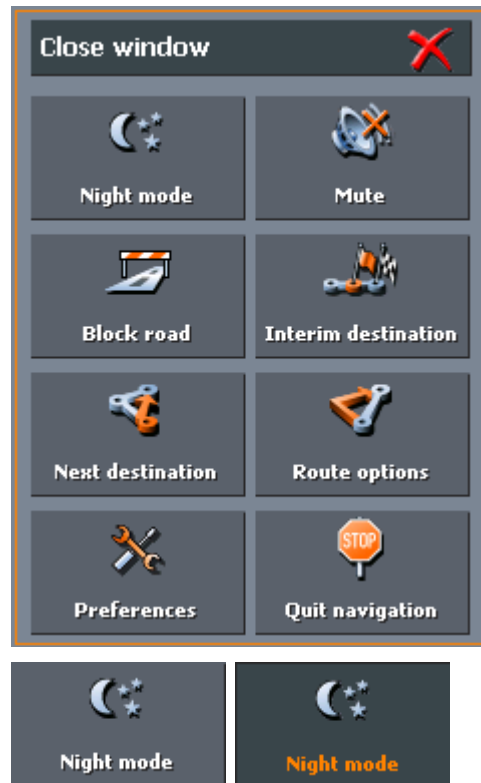 Close window
Night mode
Mute
Block road
Interim destination
Next destination
Route options
STOP
Preferences
Quit navigation
Night mode
Night mode